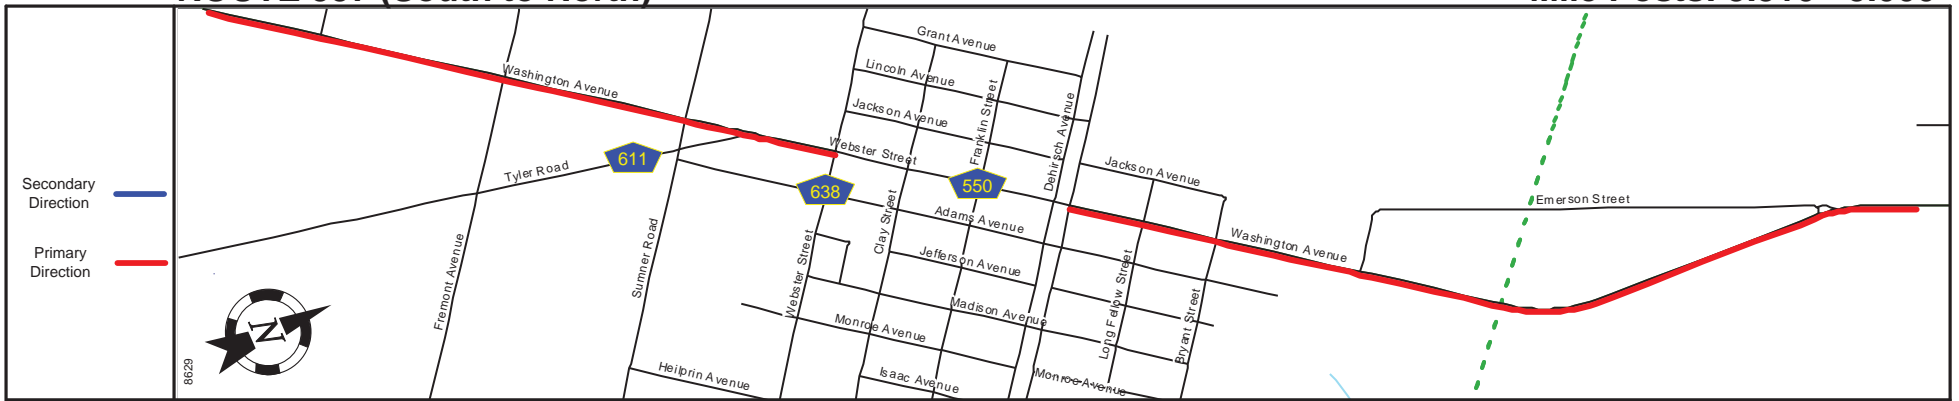 Secondary
Direction
Primary
Direction
8629
N
Washington Avenue
Tyler Road
611
Fremont Avenue
Sumner Road
Heilprin Avenue
Grant Avenue
Lincoln Avenue
Jackson Avenue
Webster Street
638
Webster Street
Clay Street
Franklin Street
550
Dehirsch Avenue
Adams Avenue
Jefferson Avenue
Madison Avenue
Monroe Avenue
Isaac Avenue
Jackson Avenue
Washington Avenue
Long Fellow Street
Bryant Street
Monroe Avenue
Emerson Street